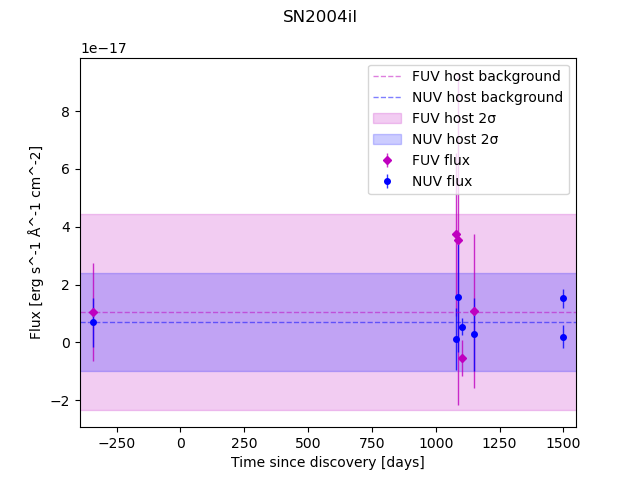 SN2004il
1e−17
FUV host background
NUV host background
FUV host 2σ
NUV host 2σ
FUV flux
NUV flux
8
6
4
2
0
−2
Flux [erg s^-1 Å^-1 cm^-2]
−250
0
250
500
750
1000
1250
1500
Time since discovery [days]